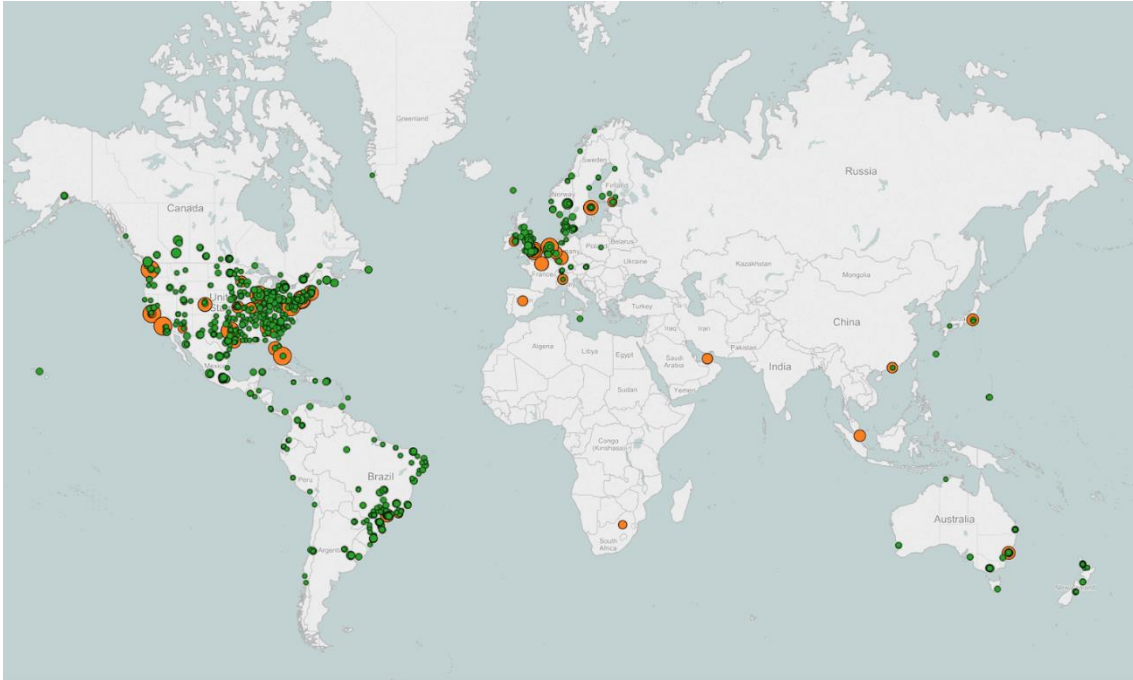 Greenland
Russia
Sweden
Finland
Norway
Canada
Belarus
Ukraine
Kazakhstan
Mongolia
France
Turkey
China
Iraq
Iran
Algeria
Libya
Egypt
Pakistan
Saudi
Arabia
India
Mexico
Sudan
Yemen
Congo
(Kinshasa)
Brazil
Peru
Australia
South
Africa